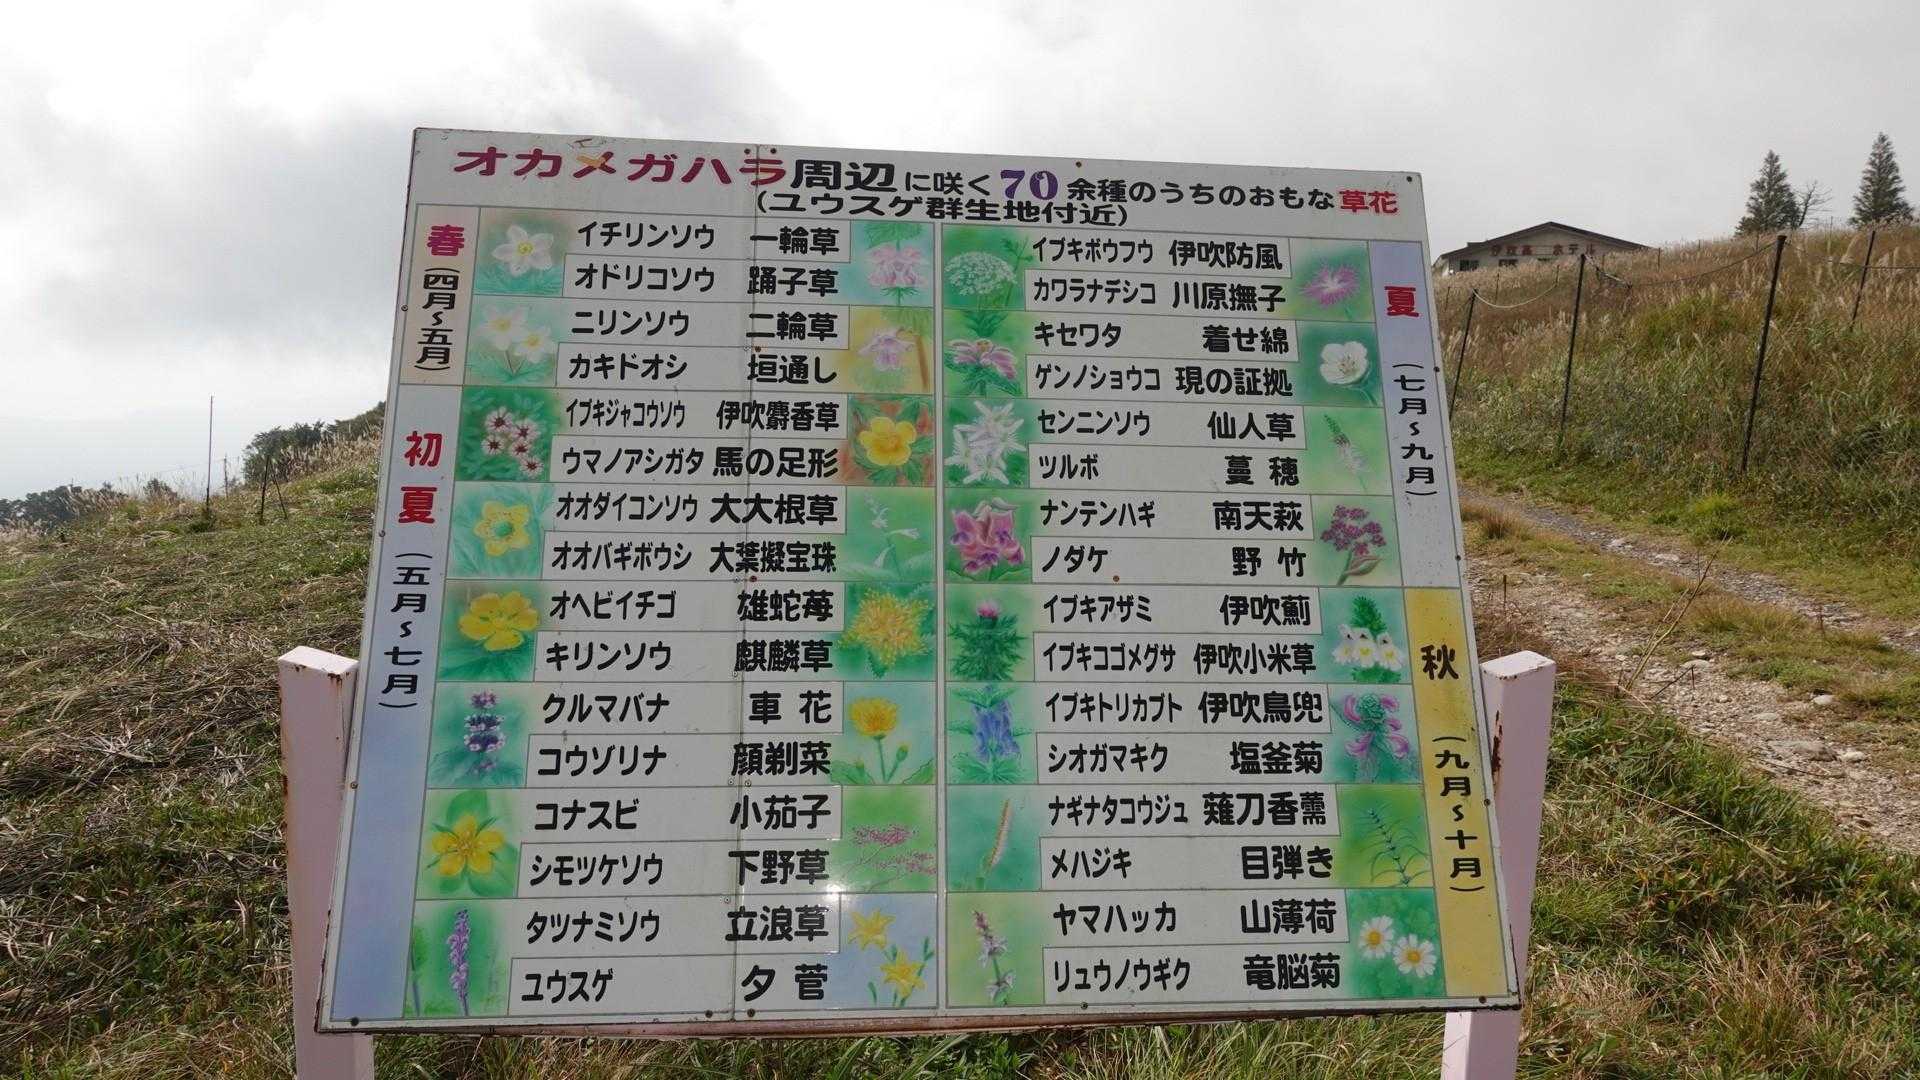 オカメガハラ周辺に咲く70余種のうちのおもな草花
(ユウスゲ群生地付近)
春
(四月〜五月)
イチリンソウ 一輪草
オドリコソウ 踊子草
ニリンソウ 二輪草
カキドオシ 垣通し
初夏
(五月〜七月)
イブキジャコウソウ 伊吹麝香草
ウマノアシガタ 馬の足形
オオダイコンソウ 大大根草
オオバギボウシ 大葉擬宝珠
オヘビイチゴ 雄蛇苺
キリンソウ 麒麟草
クルマバナ 車花
コウゾリナ 顔剃菜
コナスビ 小茄子
シモツケソウ 下野草
タツナミソウ 立浪草
ユウスゲ 夕菅
夏
(七月〜九月)
イブキボウフウ 伊吹防風
カワラナデシコ 川原撫子
キセワタ 着せ綿
ゲンノショウコ 現の証拠
センニンソウ 仙人草
ツルボ 蔓穂
ナンテンハギ 南天萩
ノダケ 野竹
秋
(九月〜十月)
イブキアザミ 伊吹薊
イブキコゴメグサ 伊吹小米草
イブキトリカブト 伊吹鳥兜
シオガマキク 塩釜菊
ナギナタコウジュ 薙刀香薷
メハジキ 目弾き
ヤマハッカ 山薄荷
リュウノウギク 竜脳菊
ホテル